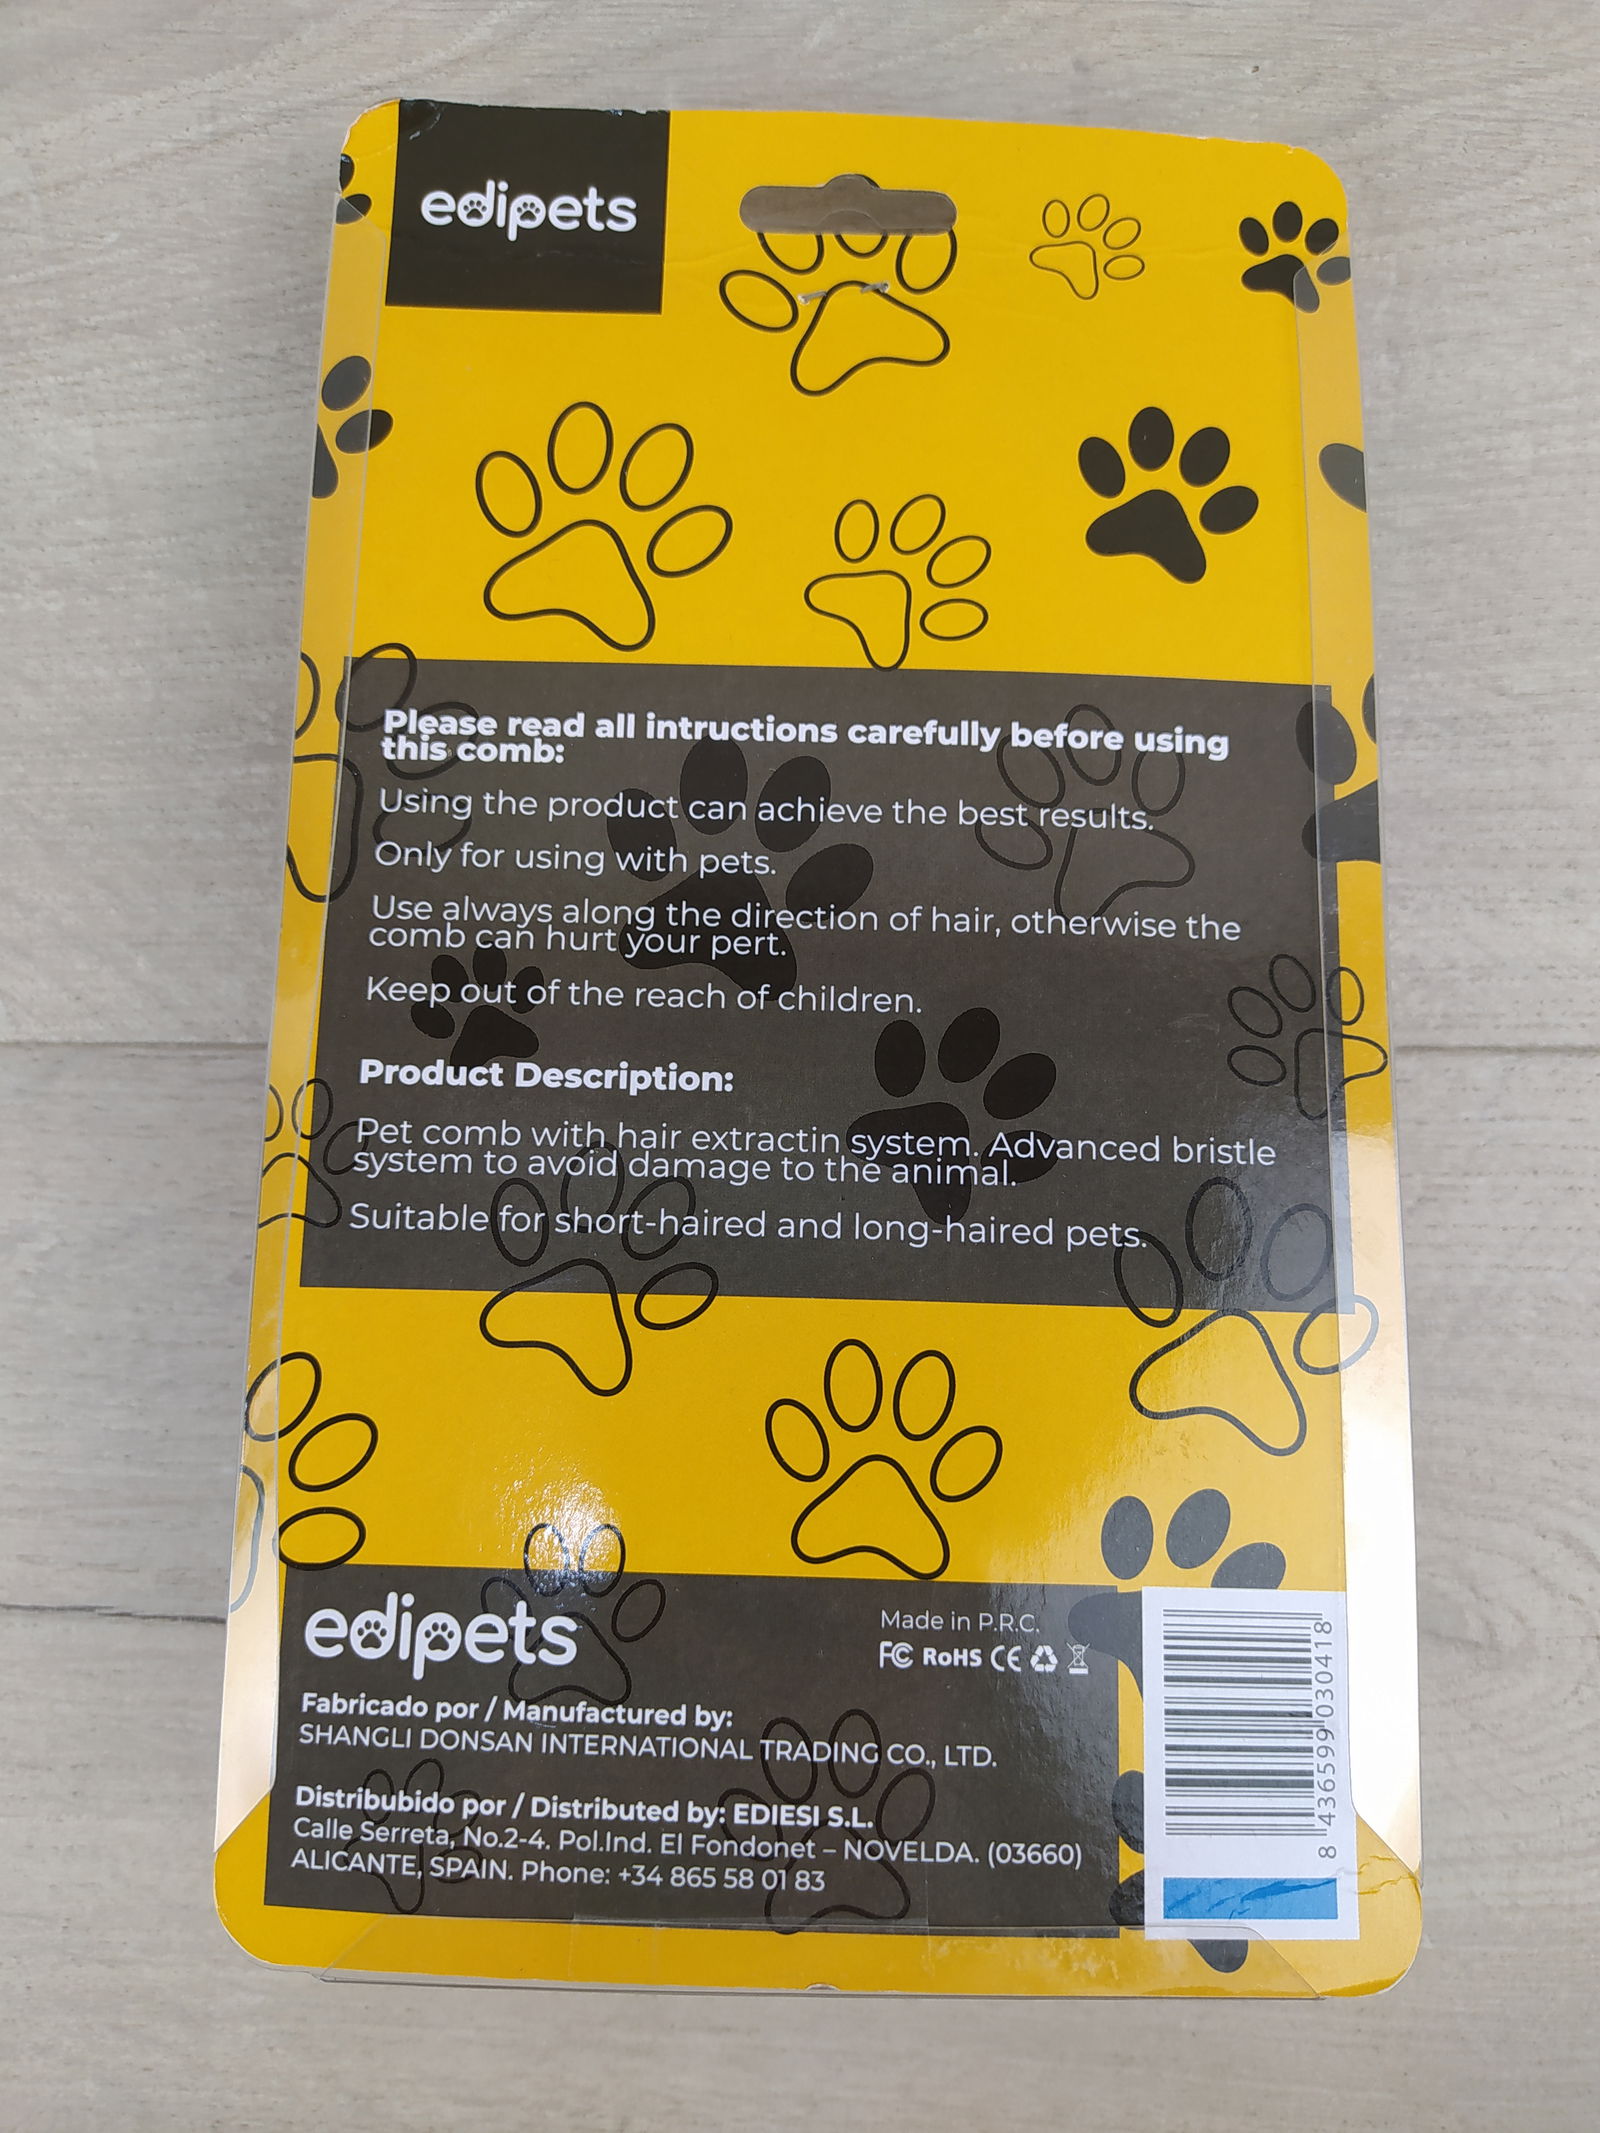 edipets
Please read all intructions carefully before using
this comb:
Using the product can achieve the best results.
Only for using with pets.
Use always along the direction of hair, otherwise the
comb can hurt your pert.
Keep out of the reach of children.
Product Description:
Pet comb with hair extractin system. Advanced bristle
system to avoid damage to the animal.
Suitable for short-haired and long-haired pets.
edipets
Made in P.R.C.
FC RoHS CE
Fabricado por / Manufactured by:
SHANGLI DONSAN INTERNATIONAL TRADING CO., LTD.
Distribubido por / Distributed by: EDIESI S.L.
Calle Serreta, No.2-4. Pol.Ind. El Fondonet – NOVELDA. (03660)
ALICANTE, SPAIN. Phone: +34 865 58 01 83
8 436599 030418